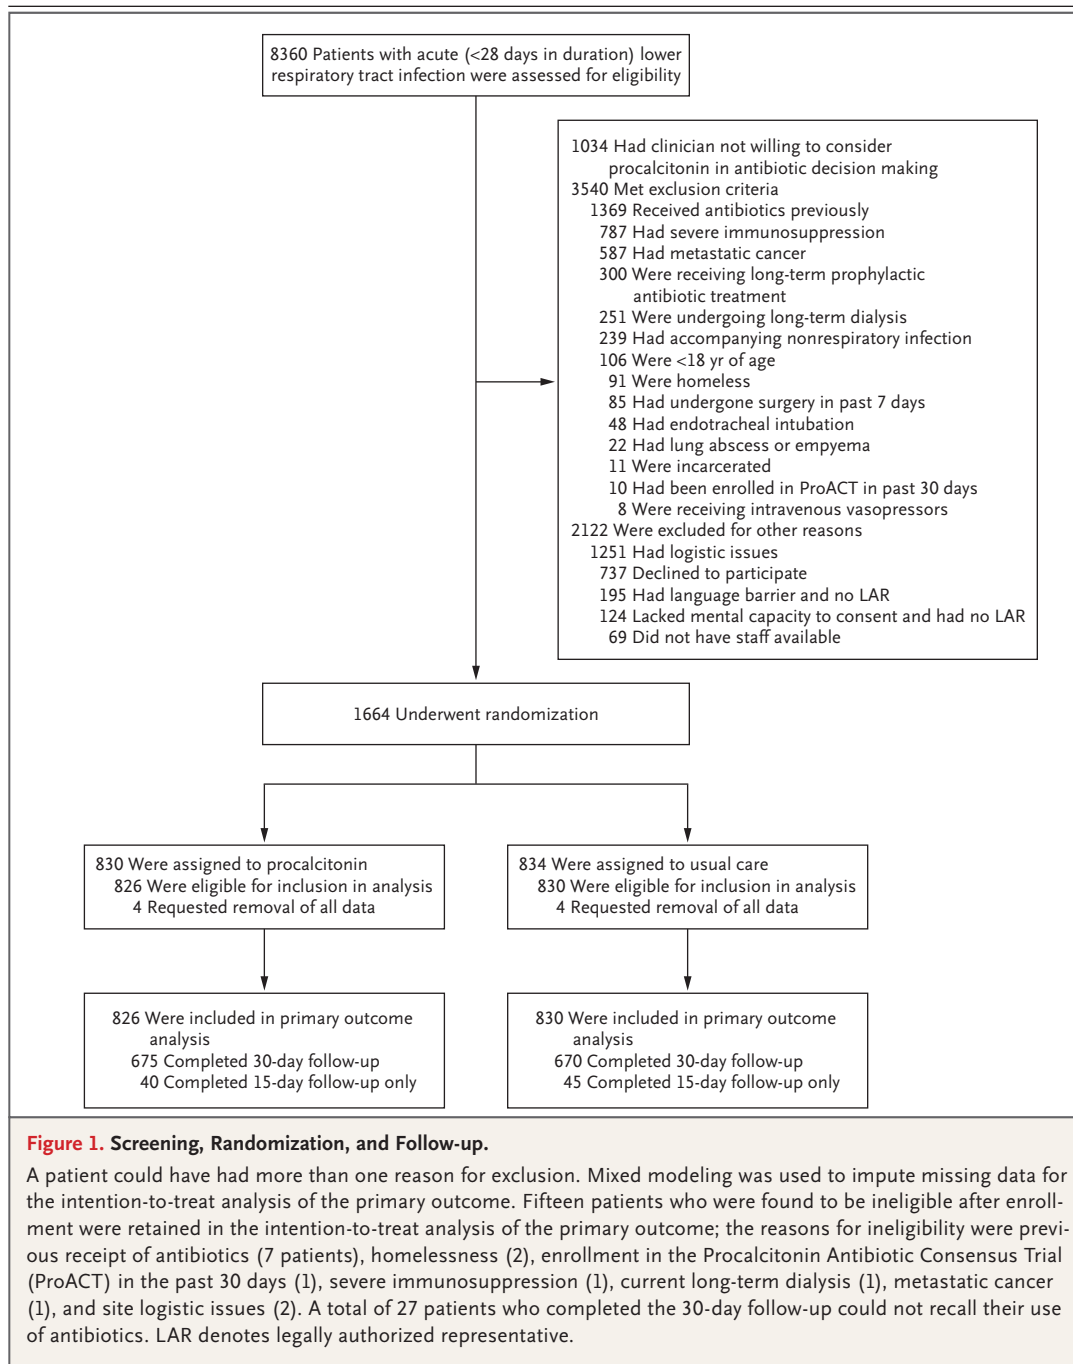 8360 Patients with acute (<28 days in duration) lower
respiratory tract infection were assessed for eligibility
1034 Had clinician not willing to consider
procalcitonin in antibiotic decision making
3540 Met exclusion criteria
1369 Received antibiotics previously
787 Had severe immunosuppression
587 Had metastatic cancer
300 Were receiving long-term prophylactic
antibiotic treatment
251 Were undergoing long-term dialysis
239 Had accompanying nonrespiratory infection
106 Were <18 yr of age
91 Were homeless
85 Had undergone surgery in past 7 days
48 Had endotracheal intubation
22 Had lung abscess or empyema
11 Were incarcerated
10 Had been enrolled in ProACT in past 30 days
8 Were receiving intravenous vasopressors
2122 Were excluded for other reasons
1251 Had logistic issues
737 Declined to participate
195 Had language barrier and no LAR
124 Lacked mental capacity to consent and had no LAR
69 Did not have staff available
1664 Underwent randomization
830 Were assigned to procalcitonin
826 Were eligible for inclusion in analysis
4 Requested removal of all data
834 Were assigned to usual care
830 Were eligible for inclusion in analysis
4 Requested removal of all data
826 Were included in primary outcome
analysis
675 Completed 30-day follow-up
40 Completed 15-day follow-up only
830 Were included in primary outcome
analysis
670 Completed 30-day follow-up
45 Completed 15-day follow-up only
Figure 1. Screening, Randomization, and Follow-up.
A patient could have had more than one reason for exclusion. Mixed modeling was used to impute missing data for
the intention-to-treat analysis of the primary outcome. Fifteen patients who were found to be ineligible after enroll-
ment were retained in the intention-to-treat analysis of the primary outcome; the reasons for ineligibility were previ-
ous receipt of antibiotics (7 patients), homelessness (2), enrollment in the Procalcitonin Antibiotic Consensus Trial
(ProACT) in the past 30 days (1), severe immunosuppression (1), current long-term dialysis (1), metastatic cancer
(1), and site logistic issues (2). A total of 27 patients who completed the 30-day follow-up could not recall their use
of antibiotics. LAR denotes legally authorized representative.